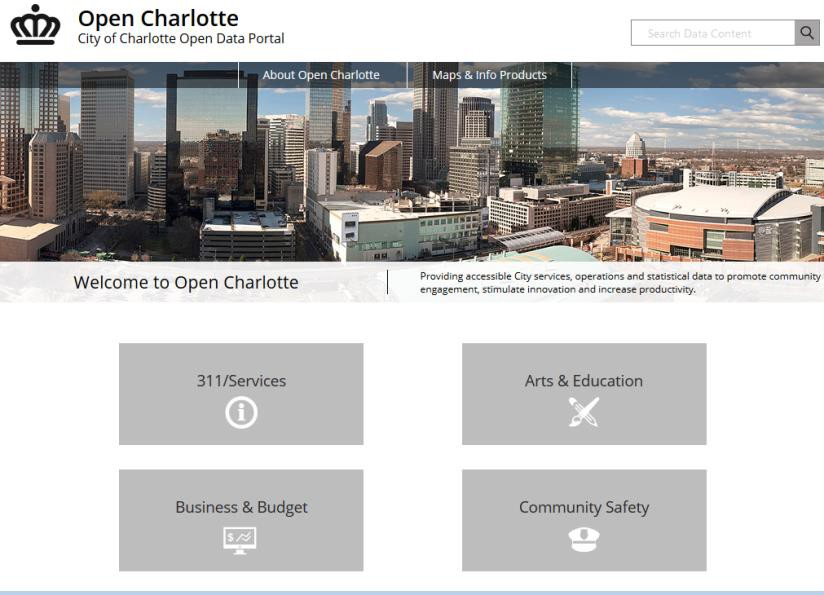 Open Charlotte
City of Charlotte Open Data Portal
Search Data Content
About Open Charlotte
Maps & Info Products
Welcome to Open Charlotte
Providing accessible City services, operations and statistical data to promote community
engagement, stimulate innovation and increase productivity.
311/Services
Arts & Education
Business & Budget
Community Safety